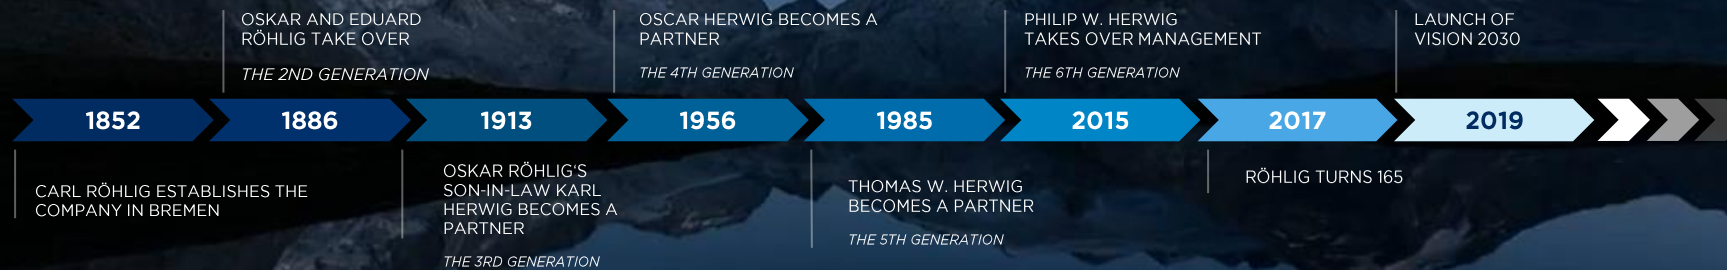 OSKAR AND EDUARD
RÖHLIG TAKE OVER
THE 2ND GENERATION
OSCAR HERWIG BECOMES A
PARTNER
THE 4TH GENERATION
PHILIP W. HERWIG
TAKES OVER MANAGEMENT
THE 6TH GENERATION
LAUNCH OF
VISION 2030
1852 1886 1913 1956 1985 2015 2017 2019
CARL RÖHLIG ESTABLISHES THE
COMPANY IN BREMEN
OSKAR RÖHLIG‘S
SON-IN-LAW KARL
HERWIG BECOMES A
PARTNER
THE 3RD GENERATION
THOMAS W. HERWIG
BECOMES A PARTNER
THE 5TH GENERATION
RÖHLIG TURNS 165